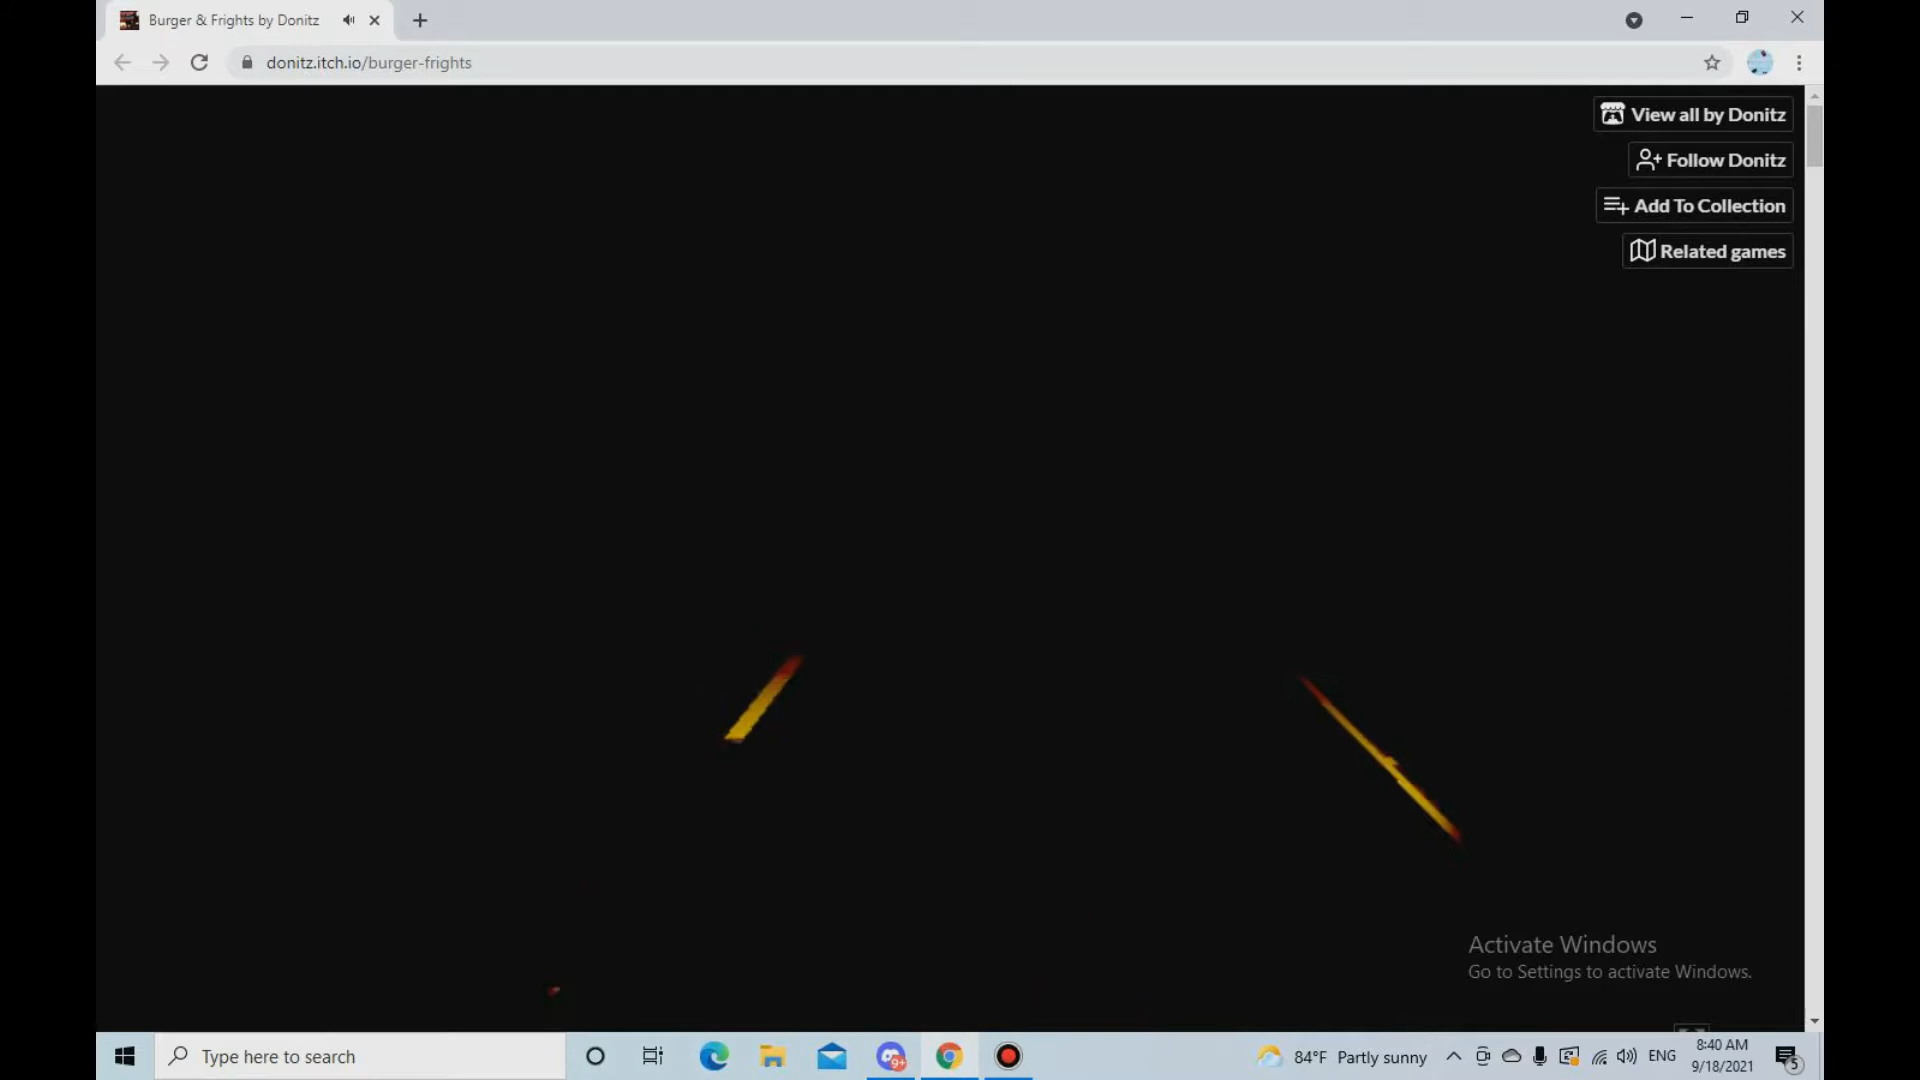 Burger & Frights by Donitz
donitz.itch.io/burger-frights
View all by Donitz
Follow Donitz
Add To Collection
Related games
Activate Windows
Go to Settings to activate Windows.
Type here to search
9+
84°F Partly sunny
ENG
8:40 AM
9/18/2021
5